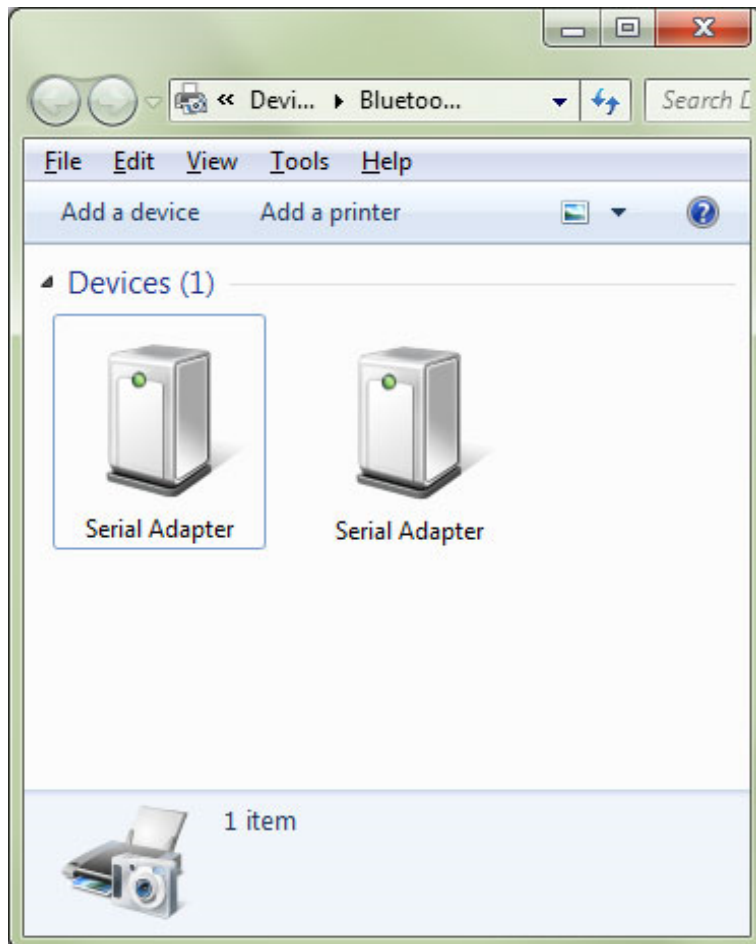 « Devi... Bluetoo... Search D
File Edit View Tools Help
Add a device Add a printer
Devices (1)
Serial Adapter Serial Adapter
1 item